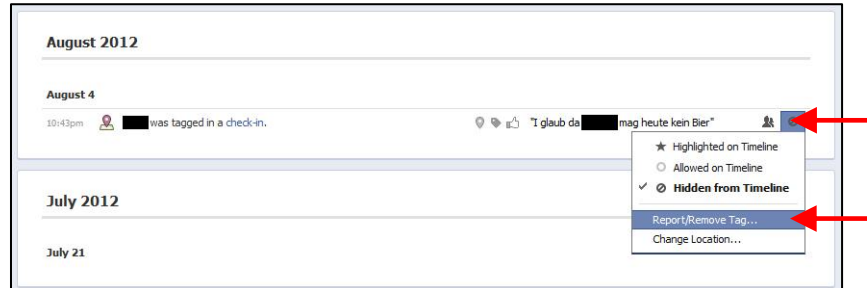 August 2012
August 4
10:43pm was tagged in a check-in. "I glaub da mag heute kein Bier"
Highlighted on Timeline
Allowed on Timeline
Hidden from Timeline
Report/Remove Tag...
Change Location...
July 2012
July 21